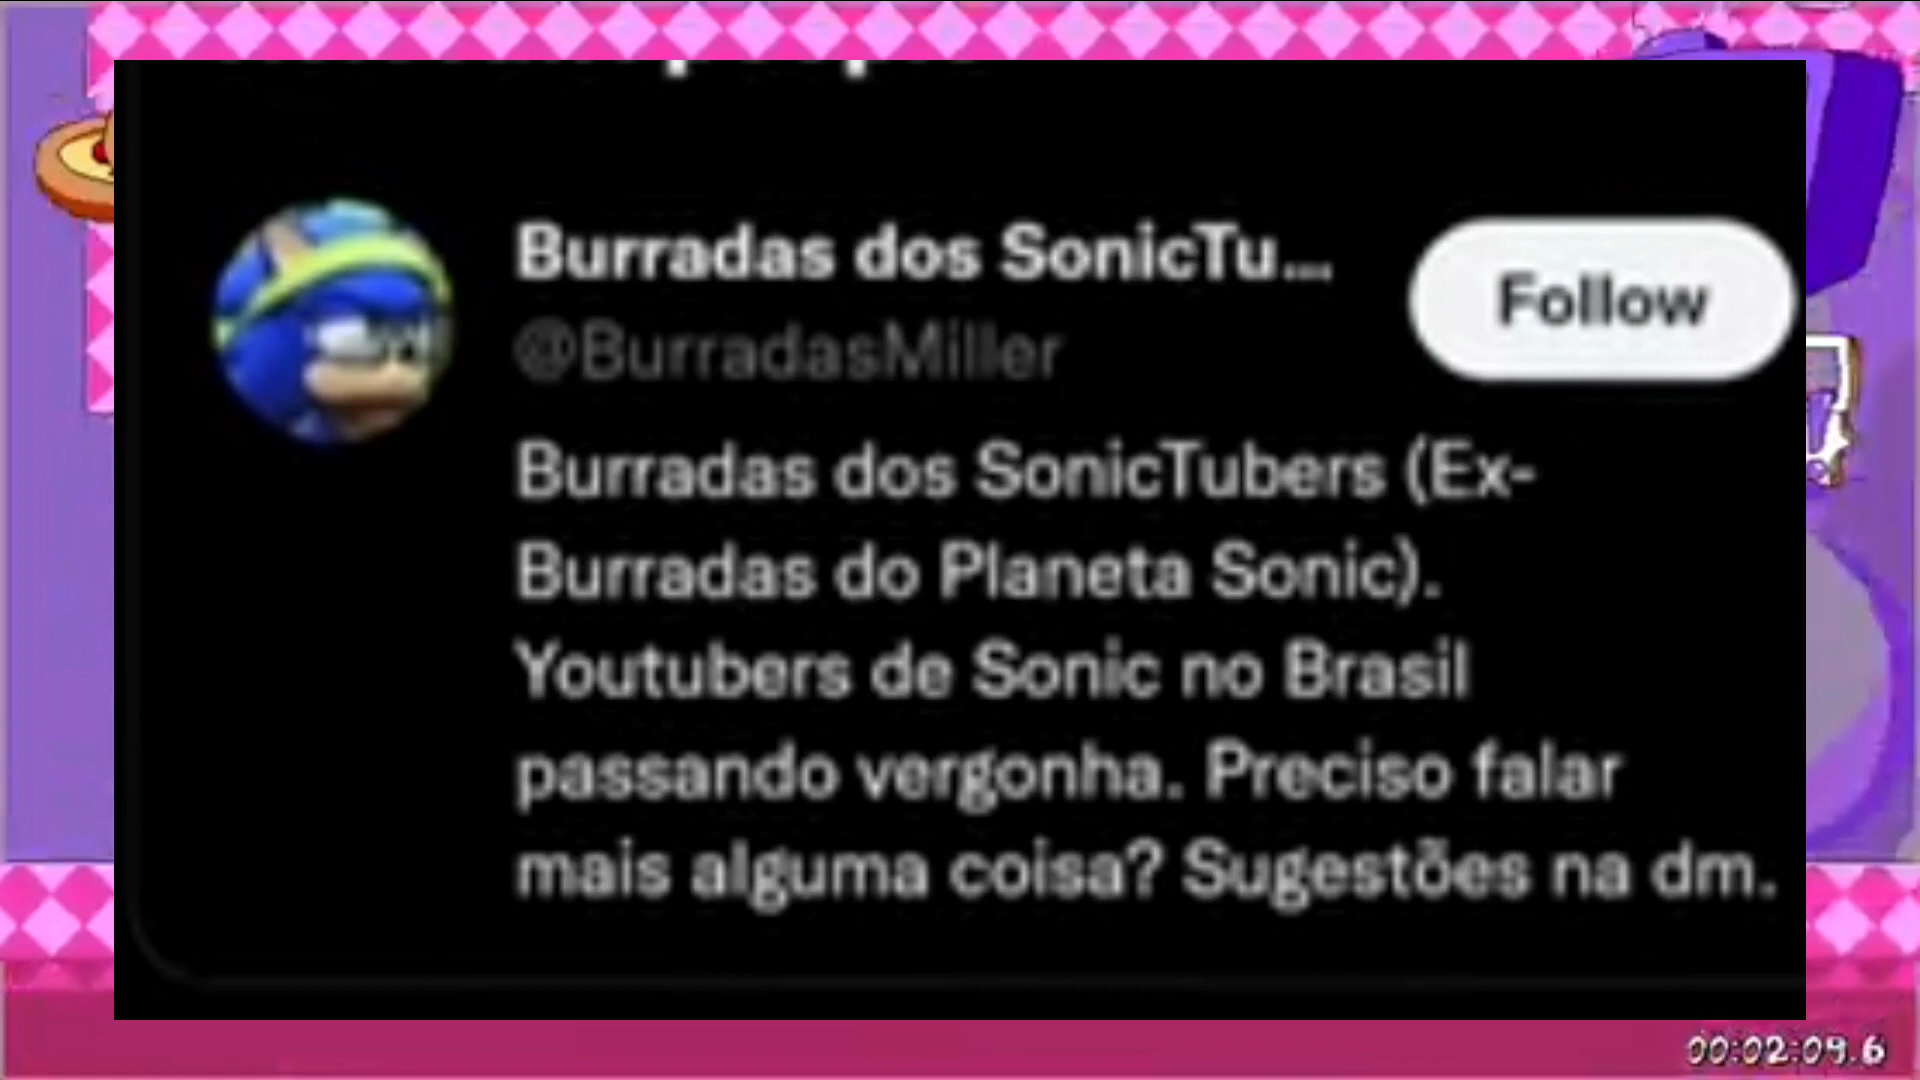 Burradas dos SonicTu...
@BurradasMiller
Follow
Burradas dos SonicTubers (Ex-
Burradas do Planeta Sonic).
Youtubers de Sonic no Brasil
passando vergonha. Preciso falar
mais alguma coisa? Sugestões na dm.
00:02:09.6